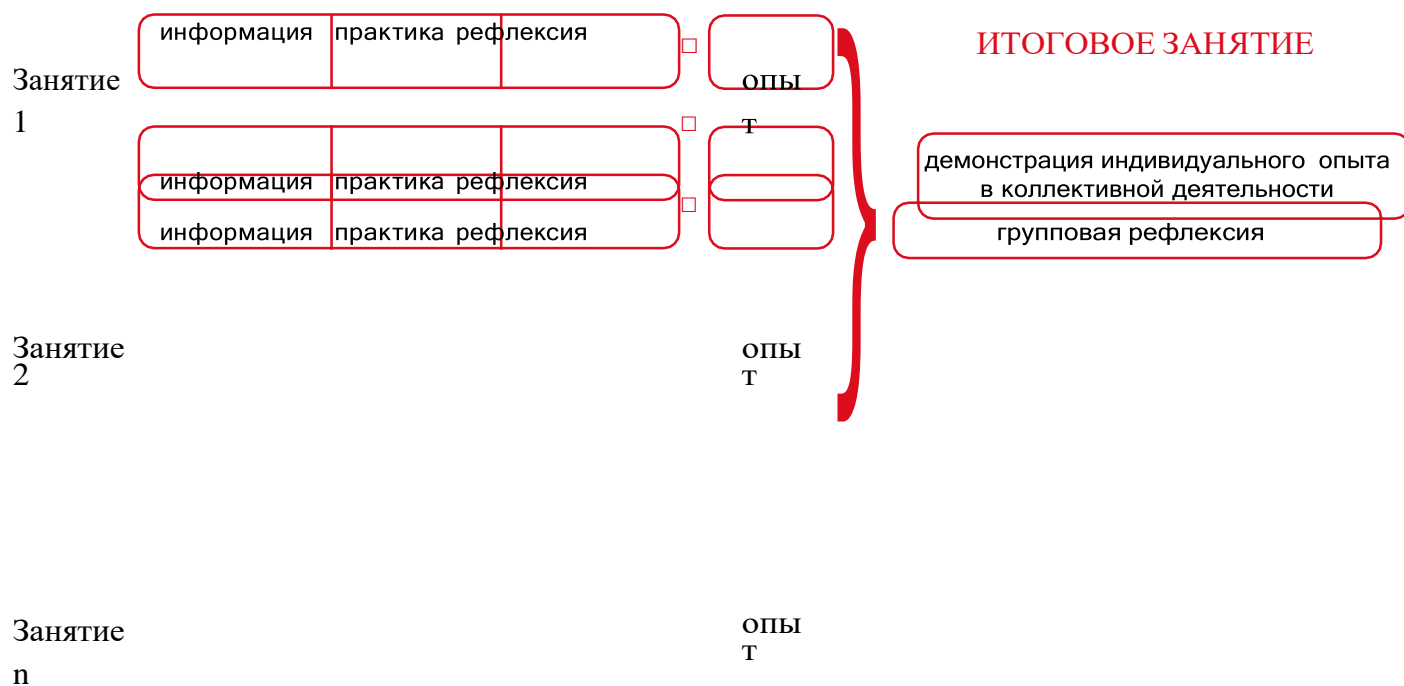 информация практика рефлексия
ИТОГОВОЕ ЗАНЯТИЕ
Занятие
1
опы
т
демонстрация индивидуального опыта
в коллективной деятельности
информация практика рефлексия
информация практика рефлексия
групповая рефлексия
Занятие
2
опы
т
Занятие
n
опы
т